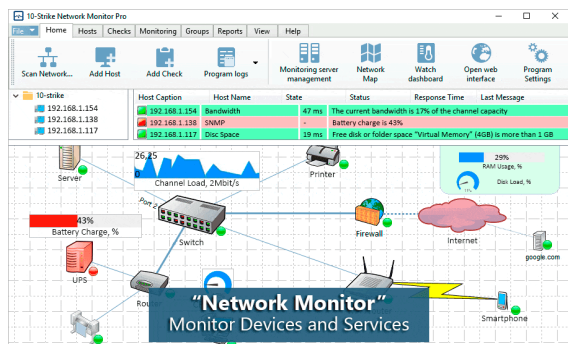 10-Strike Network Monitor Pro
File Home Hosts Checks Monitoring Groups Reports View Help
Scan Network... Add Host Add Check Program logs Monitoring server management Network Map Watch dashboard Open web interface Program Settings
Host Caption Host Name State Status Response Time Last Message
10-strike
192.168.1.154
192.168.1.138
192.168.1.117
192.168.1.154 Bandwidth 47 ms The current bandwidth is 17% of the channel capacity
192.168.1.138 SNMP - Battery charge is 43%
192.168.1.117 Disc Space 19 ms Free disk or folder space "Virtual Memory" (4GB) is more than 1 GB
26,25
0
Channel Load, 2Mbit/s
Server
Printer
29%
RAM Usage, %
Disk Load, %
Port 2
43%
Battery Charge, %
Switch
Firewall
Internet
google.com
UPS
Router
Smartphone
“Network Monitor”
Monitor Devices and Services